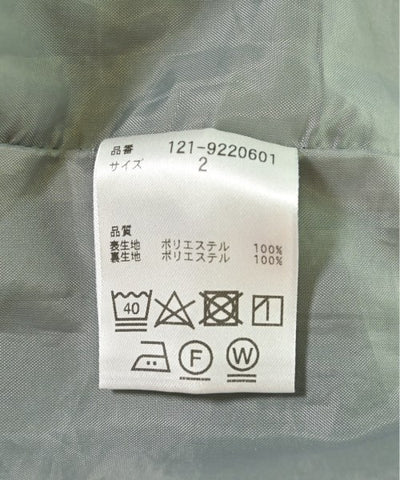 品番 121-9220601
サイズ 2
品質
表生地 ポリエステル 100%
裏生地 ポリエステル 100%
40
F W